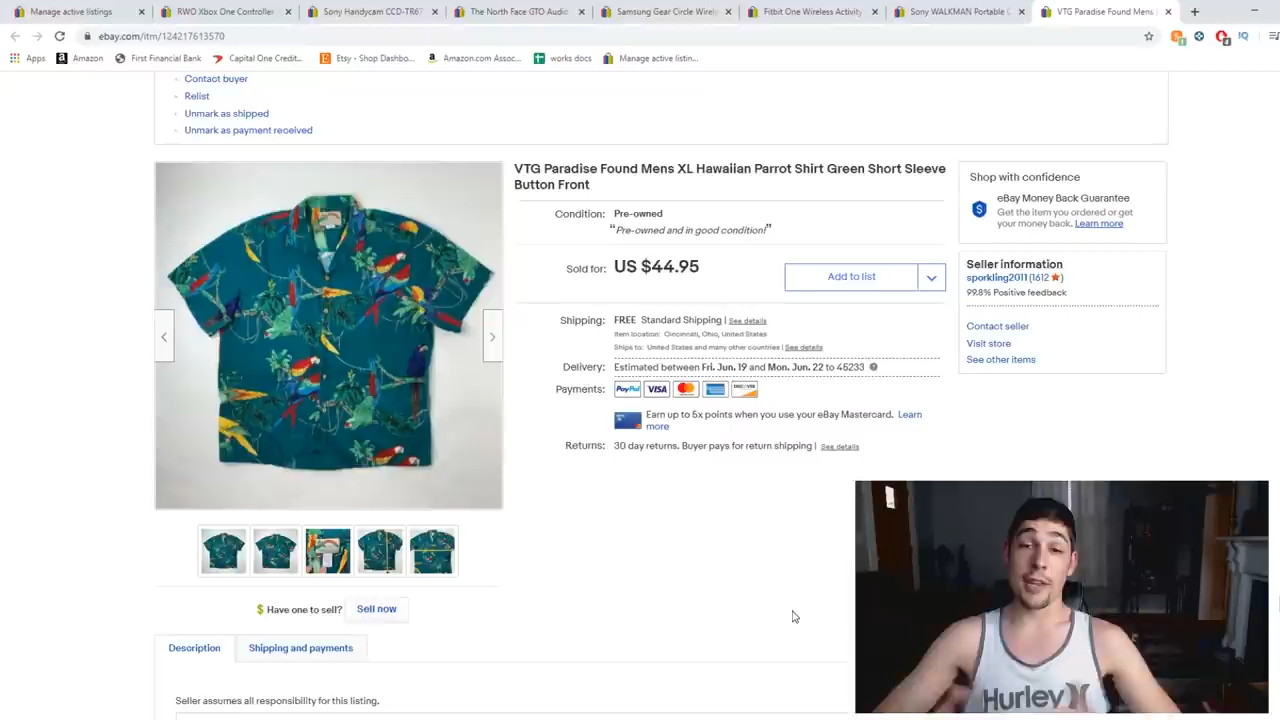 Manage active listings
RWO Xbox One Controller
Sony Handycam CCD-TR67
The North Face GTO Audio
Samsung Gear Circle Wirel
Fitbit One Wireless Activity
Sony WALKMAN Portable C
VTG Paradise Found Mens
ebay.com/itm/124217613570
Apps
Amazon
First Financial Bank
Capital One Credit...
Etsy - Shop Dashbo...
Amazon.com Assoc...
works docs
Manage active listin...
Contact buyer
Relist
Unmark as shipped
Unmark as payment received
VTG Paradise Found Mens XL Hawaiian Parrot Shirt Green Short Sleeve
Button Front
Condition: Pre-owned
“Pre-owned and in good condition!”
Sold for: US $44.95
Add to list
Shipping: FREE Standard Shipping | See details
Item location: Cincinnati, Ohio, United States
Ships to: United States and many other countries | See details
Delivery: Estimated between Fri. Jun. 19 and Mon. Jun. 22 to 45233
Payments: PayPal VISA
Earn up to 5x points when you use your eBay Mastercard. Learn
more
Returns: 30 day returns. Buyer pays for return shipping | See details
Shop with confidence
eBay Money Back Guarantee
Get the item you ordered or get
your money back. Learn more
Seller information
sporkling2011 (1612)
99.8% Positive feedback
Contact seller
Visit store
See other items
$ Have one to sell? Sell now
Description
Shipping and payments
Seller assumes all responsibility for this listing.
Hurley